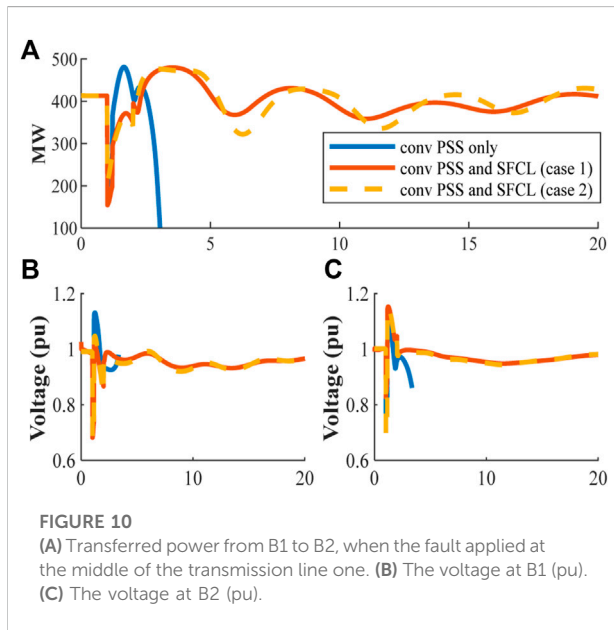 A
500
400
300
200
100
MW
conv PSS only
conv PSS and SFCL (case 1)
conv PSS and SFCL (case 2)
0 5 10 15 20
B
1.2
1
0.8
0.6
Voltage (pu)
0 10 20
C
1.2
1
0.8
0.6
Voltage (pu)
0 10 20
FIGURE 10
(A) Transferred power from B1 to B2, when the fault applied at
the middle of the transmission line one. (B) The voltage at B1 (pu).
(C) The voltage at B2 (pu).